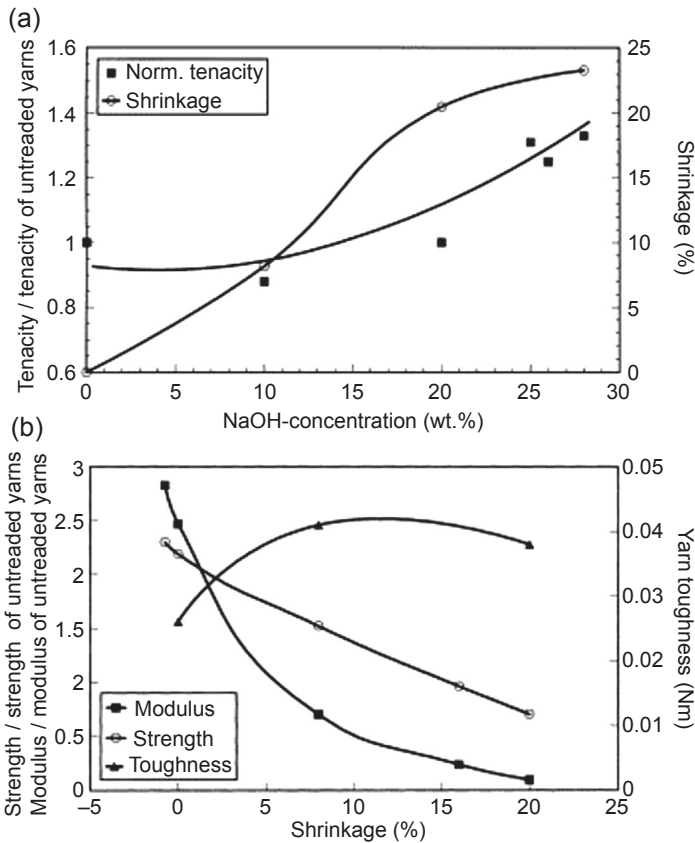 (a)
1.6
1.4
1.2
1
0.8
0.6
Tenacity / tenacity of untreaded yarns
Norm. tenacity
Shrinkage
25
20
15
10
5
0
Shrinkage (%)
0 5 10 15 20 25 30
NaOH-concentration (wt.%)
(b)
3
2.5
2
1.5
2
0.5
0
Strength / strength of untreaded yarns
Modulus / modulus of untreaded yarns
Modulus
Strength
Toughness
0.05
0.04
0.03
0.02
0.01
0
Yarn toughness (Nm)
–5 0 5 10 15 20 25
Shrinkage (%)